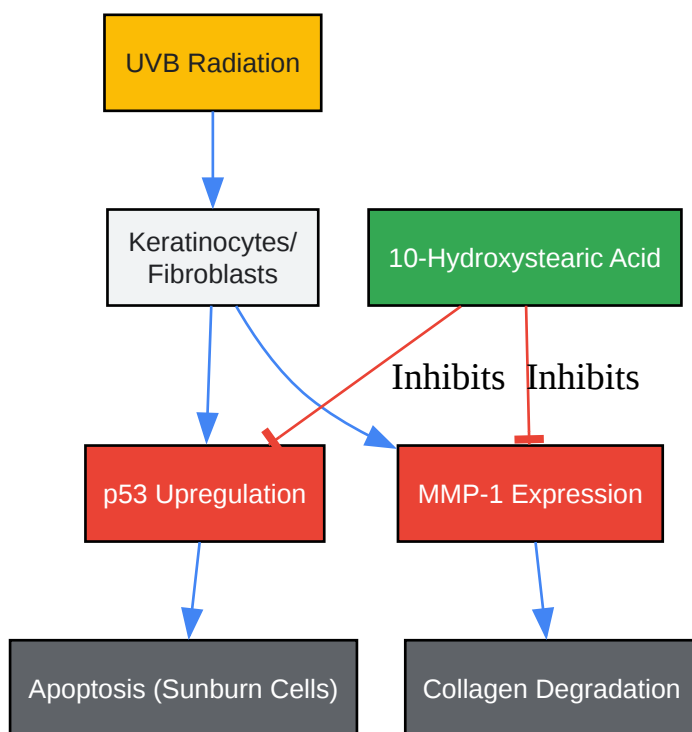 UVB Radiation
Keratinocytes/
Fibroblasts
10-Hydroxystearic Acid
Inhibits
Inhibits
p53 Upregulation
MMP-1 Expression
Apoptosis (Sunburn Cells)
Collagen Degradation